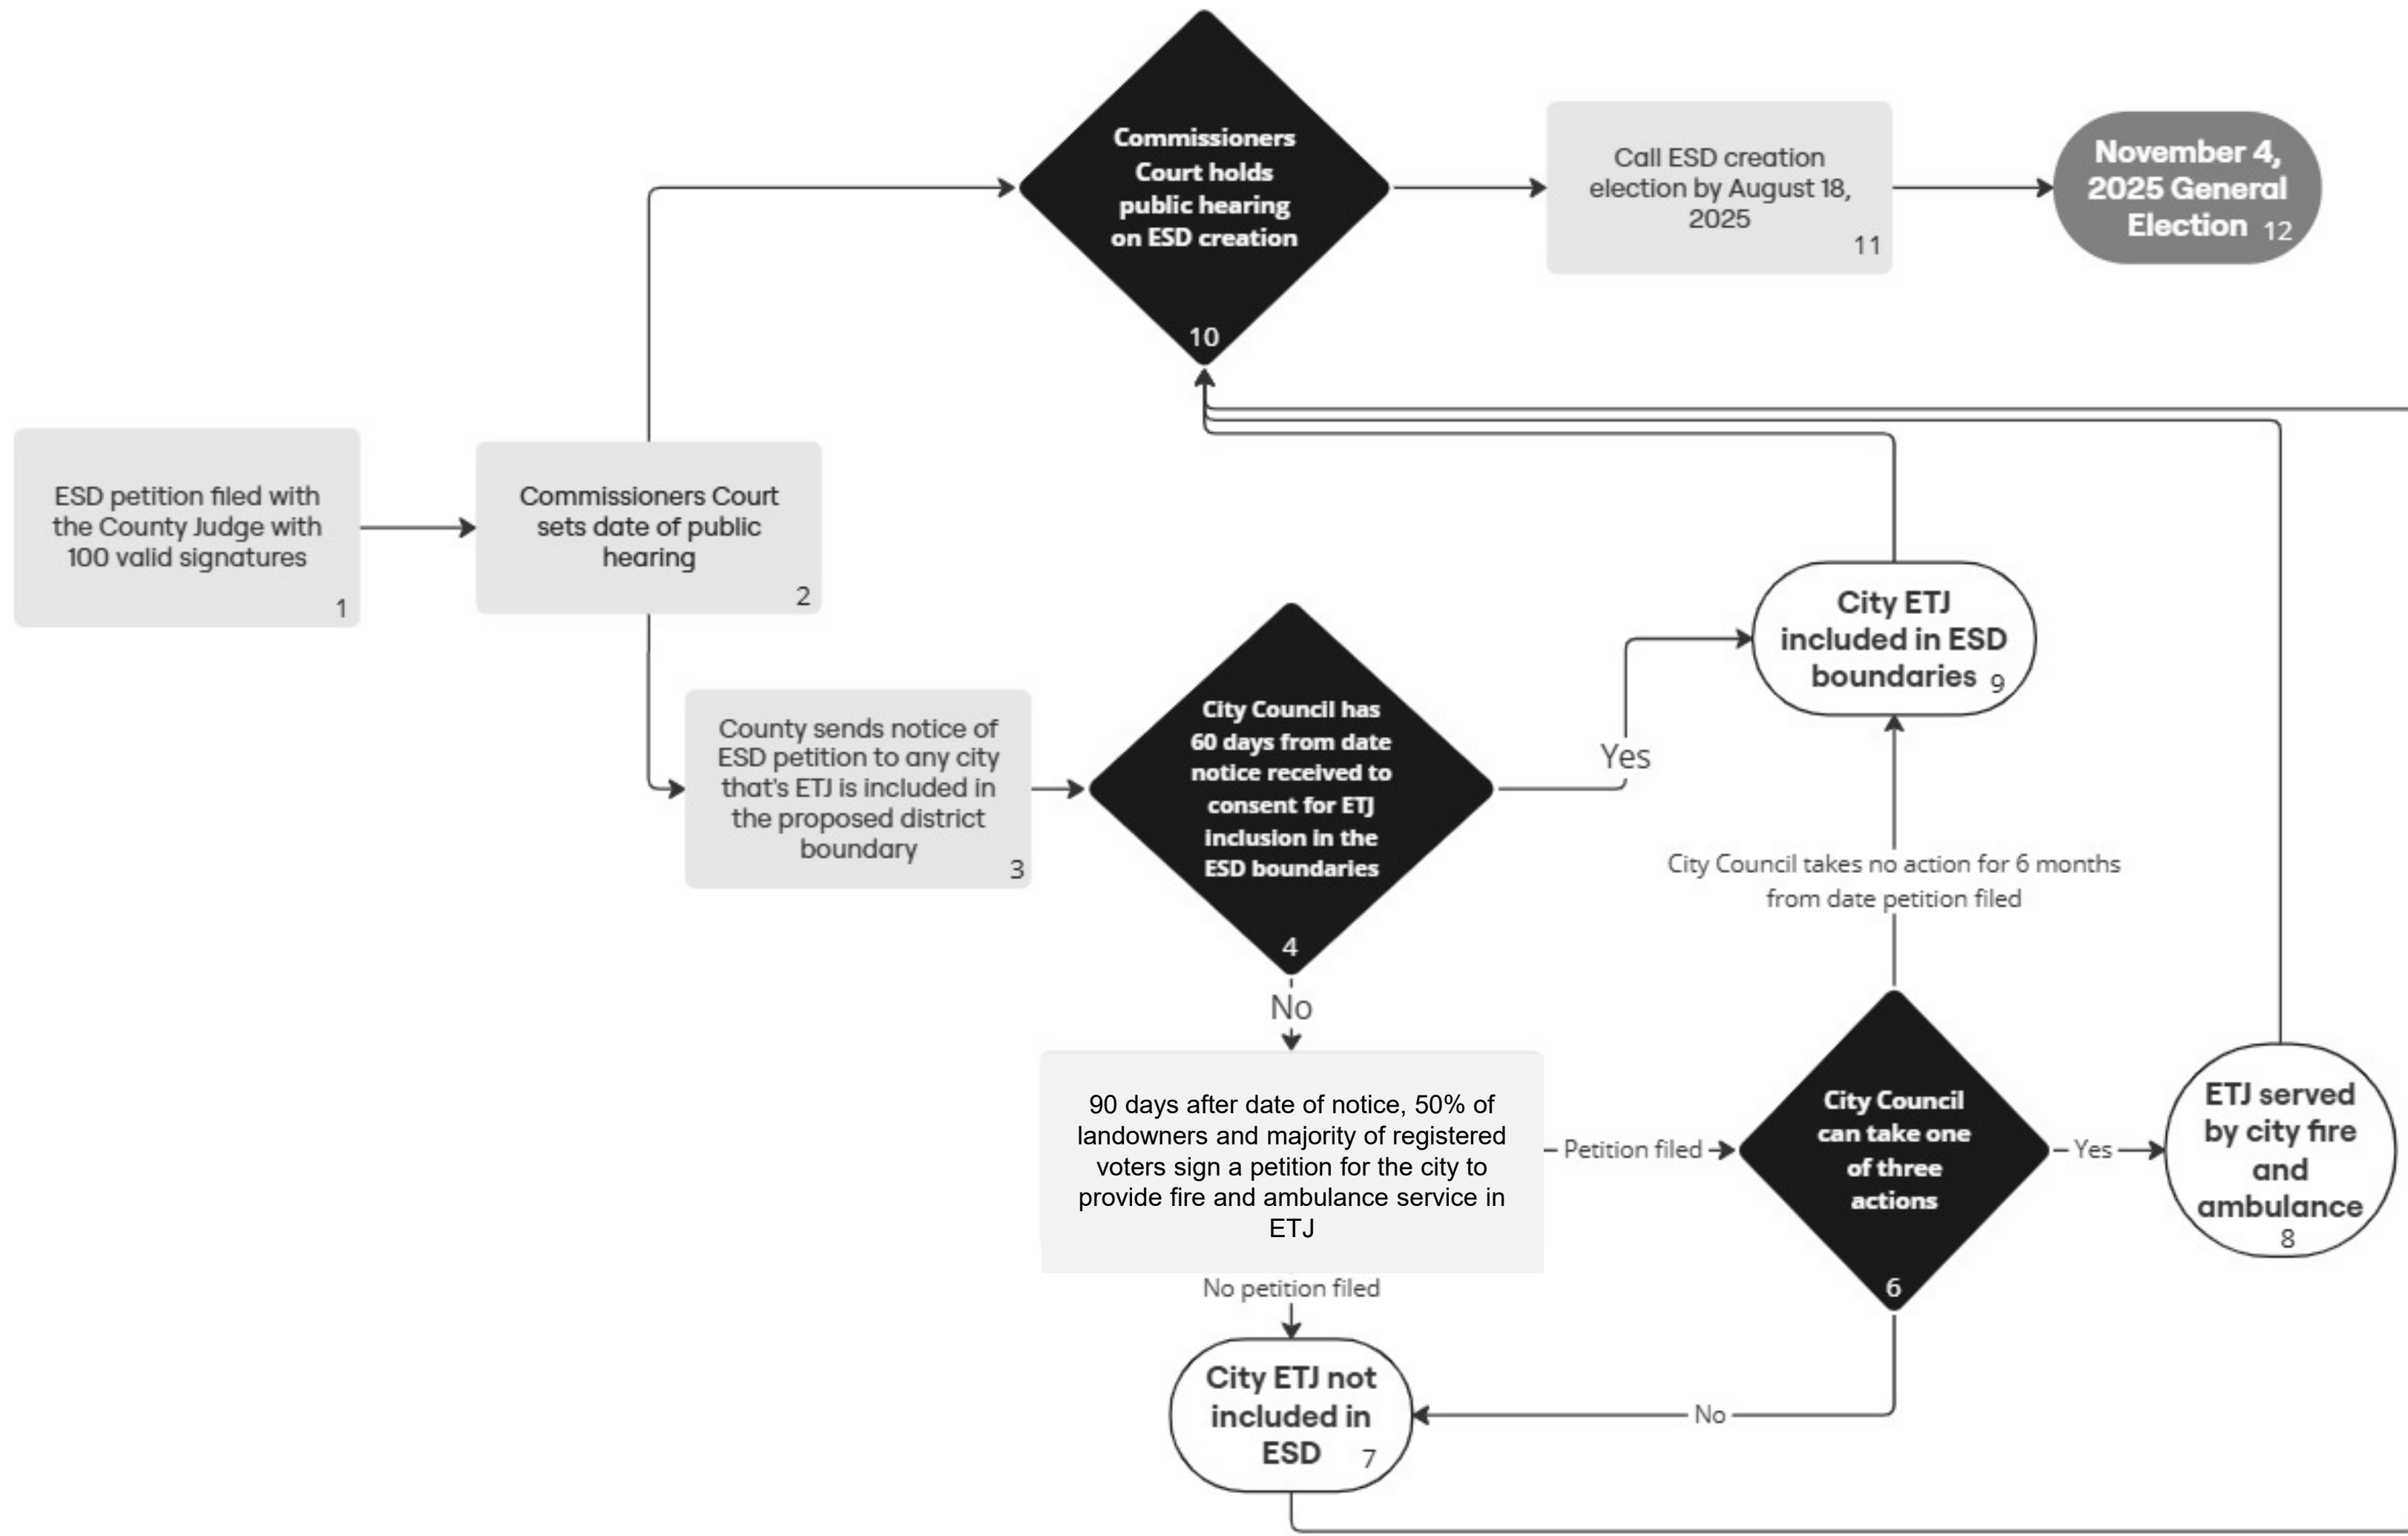 Commissioners
Court holds
public hearing
on ESD creation
10
Call ESD creation
election by August 18,
2025
11
November 4,
2025 General
Election 12
ESD petition filed with
the County Judge with
100 valid signatures
1
Commissioners Court
sets date of public
hearing
2
County sends notice of
ESD petition to any city
that's ETJ is included in
the proposed district
boundary
3
City Council has
60 days from date
notice received to
consent for ETJ
inclusion in the
ESD boundaries
4
Yes
City ETJ
included in ESD
boundaries 9
City Council takes no action for 6 months
from date petition filed
No
90 days after date of notice, 50% of
landowners and majority of registered
voters sign a petition for the city to
provide fire and ambulance service in
ETJ
Petition filed
City Council
can take one
of three
actions
6
Yes
ETJ served
by city fire
and
ambulance
8
No petition filed
City ETJ not
included in
ESD 7
No